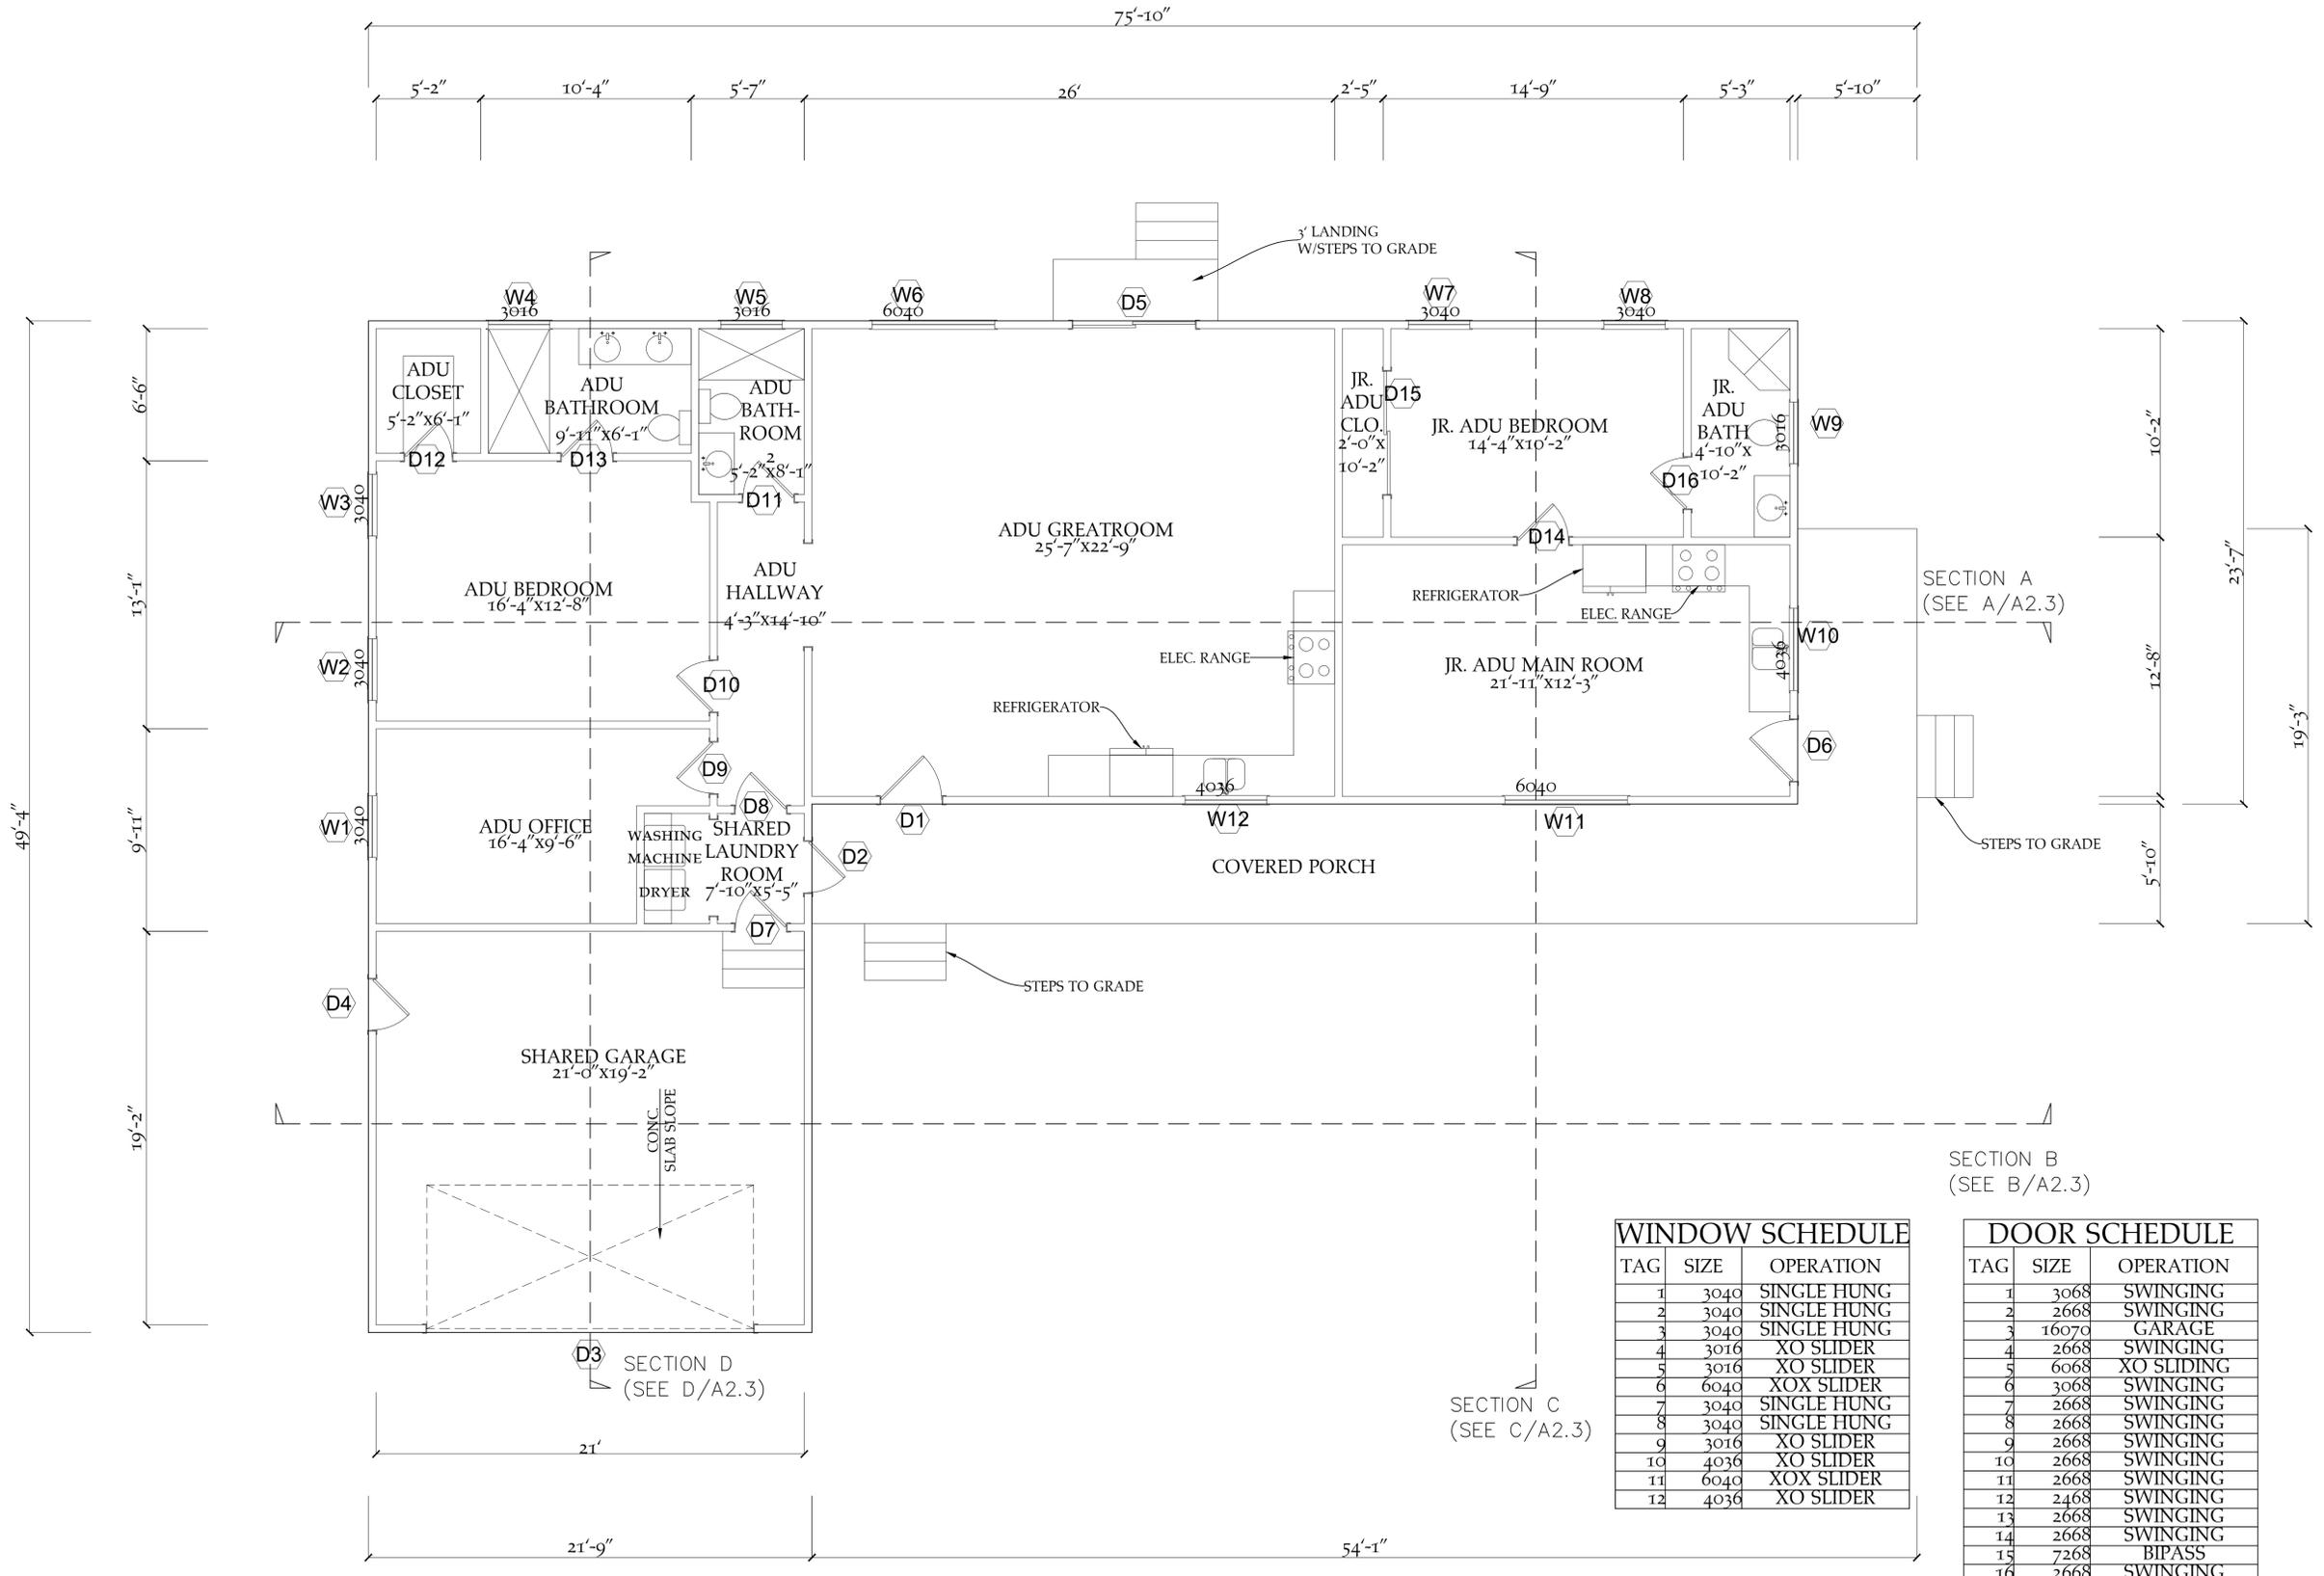 75'-10"
5'-2"
10'-4"
5'-7"
26'
2'-5"
14'-9"
5'-3"
5'-10"
3' LANDING
W/STEPS TO GRADE
W4
3016
W5
3016
W6
6040
D5
W7
3040
W8
3040
ADU
CLOSET
5'-2"X6'-1"
D12
ADU
BATHROOM
9'-11"X6'-1"
D13
ADU
BATH-
ROOM
2
5'-2"X8'-1"
D11
JR.
ADU
CLO.
2'-0"X
10'-2"
D15
JR. ADU BEDROOM
14'-4"X10'-2"
JR.
ADU
BATH
4'-10"X
10'-2"
3016
W9
D16
D14
6'-6"
13'-1"
9'-11"
19'-2"
49'-4"
W3
3040
W2
3040
W1
3040
ADU BEDROOM
16'-4"X12'-8"
D10
ADU
HALLWAY
4'-3"X14'-10"
ADU GREATROOM
25'-7"X22'-9"
ELEC. RANGE
REFRIGERATOR
REFRIGERATOR
ELEC. RANGE
JR. ADU MAIN ROOM
21'-11"X12'-3"
W10
4036
D6
SECTION A
(SEE A/A2.3)
10'-2"
12'-8"
5'-10"
23'-7"
19'-3"
D9
D8
ADU OFFICE
16'-4"X9'-6"
WASHING
MACHINE
DRYER
SHARED
LAUNDRY
ROOM
7'-10"X5'-5"
D7
D2
D1
4036
W12
6040
W11
COVERED PORCH
STEPS TO GRADE
STEPS TO GRADE
D4
SHARED GARAGE
21'-0"X19'-2"
CONC.
SLAB SLOPE
D3
SECTION D
(SEE D/A2.3)
SECTION B
(SEE B/A2.3)
SECTION C
(SEE C/A2.3)
21'
21'-9"
54'-1"
WINDOW SCHEDULE
TAG SIZE OPERATION
1 3040 SINGLE HUNG
2 3040 SINGLE HUNG
3 3040 SINGLE HUNG
4 3016 XO SLIDER
5 3016 XO SLIDER
6 6040 XOX SLIDER
7 3040 SINGLE HUNG
8 3040 SINGLE HUNG
9 3016 XO SLIDER
10 4036 XO SLIDER
11 6040 XOX SLIDER
12 4036 XO SLIDER
DOOR SCHEDULE
TAG SIZE OPERATION
1 3068 SWINGING
2 2668 SWINGING
3 16070 GARAGE
4 2668 SWINGING
5 6068 XO SLIDING
6 3068 SWINGING
7 2668 SWINGING
8 2668 SWINGING
9 2668 SWINGING
10 2668 SWINGING
11 2668 SWINGING
12 2468 SWINGING
13 2668 SWINGING
14 2668 SWINGING
15 7268 BIPASS
16 2668 SWINGING